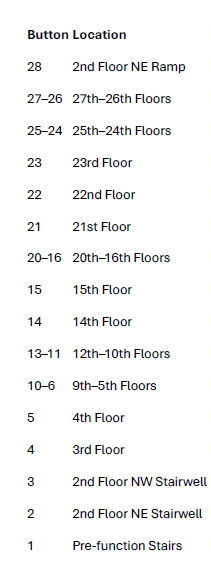 Button Location
28 2nd Floor NE Ramp
27–26 27th–26th Floors
25–24 25th–24th Floors
23 23rd Floor
22 22nd Floor
21 21st Floor
20–16 20th–16th Floors
15 15th Floor
14 14th Floor
13–11 12th–10th Floors
10–6 9th–5th Floors
5 4th Floor
4 3rd Floor
3 2nd Floor NW Stairwell
2 2nd Floor NE Stairwell
1 Pre-function Stairs